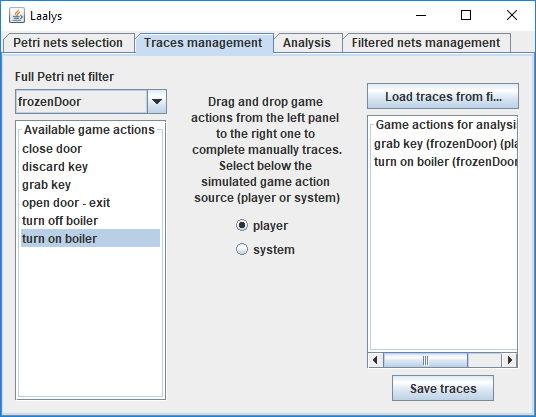 Laalys
Petri nets selection
Traces management
Analysis
Filtered nets management
Full Petri net filter
frozenDoor
Available game actions
close door
discard key
grab key
open door - exit
turn off boiler
turn on boiler
Drag and drop game
actions from the left panel
to the right one to
complete manually traces.
Select below the
simulated game action
source (player or system)
player
system
Load traces from fi...
Game actions for analysi
grab key (frozenDoor) (pla
turn on boiler (frozenDoor
Save traces